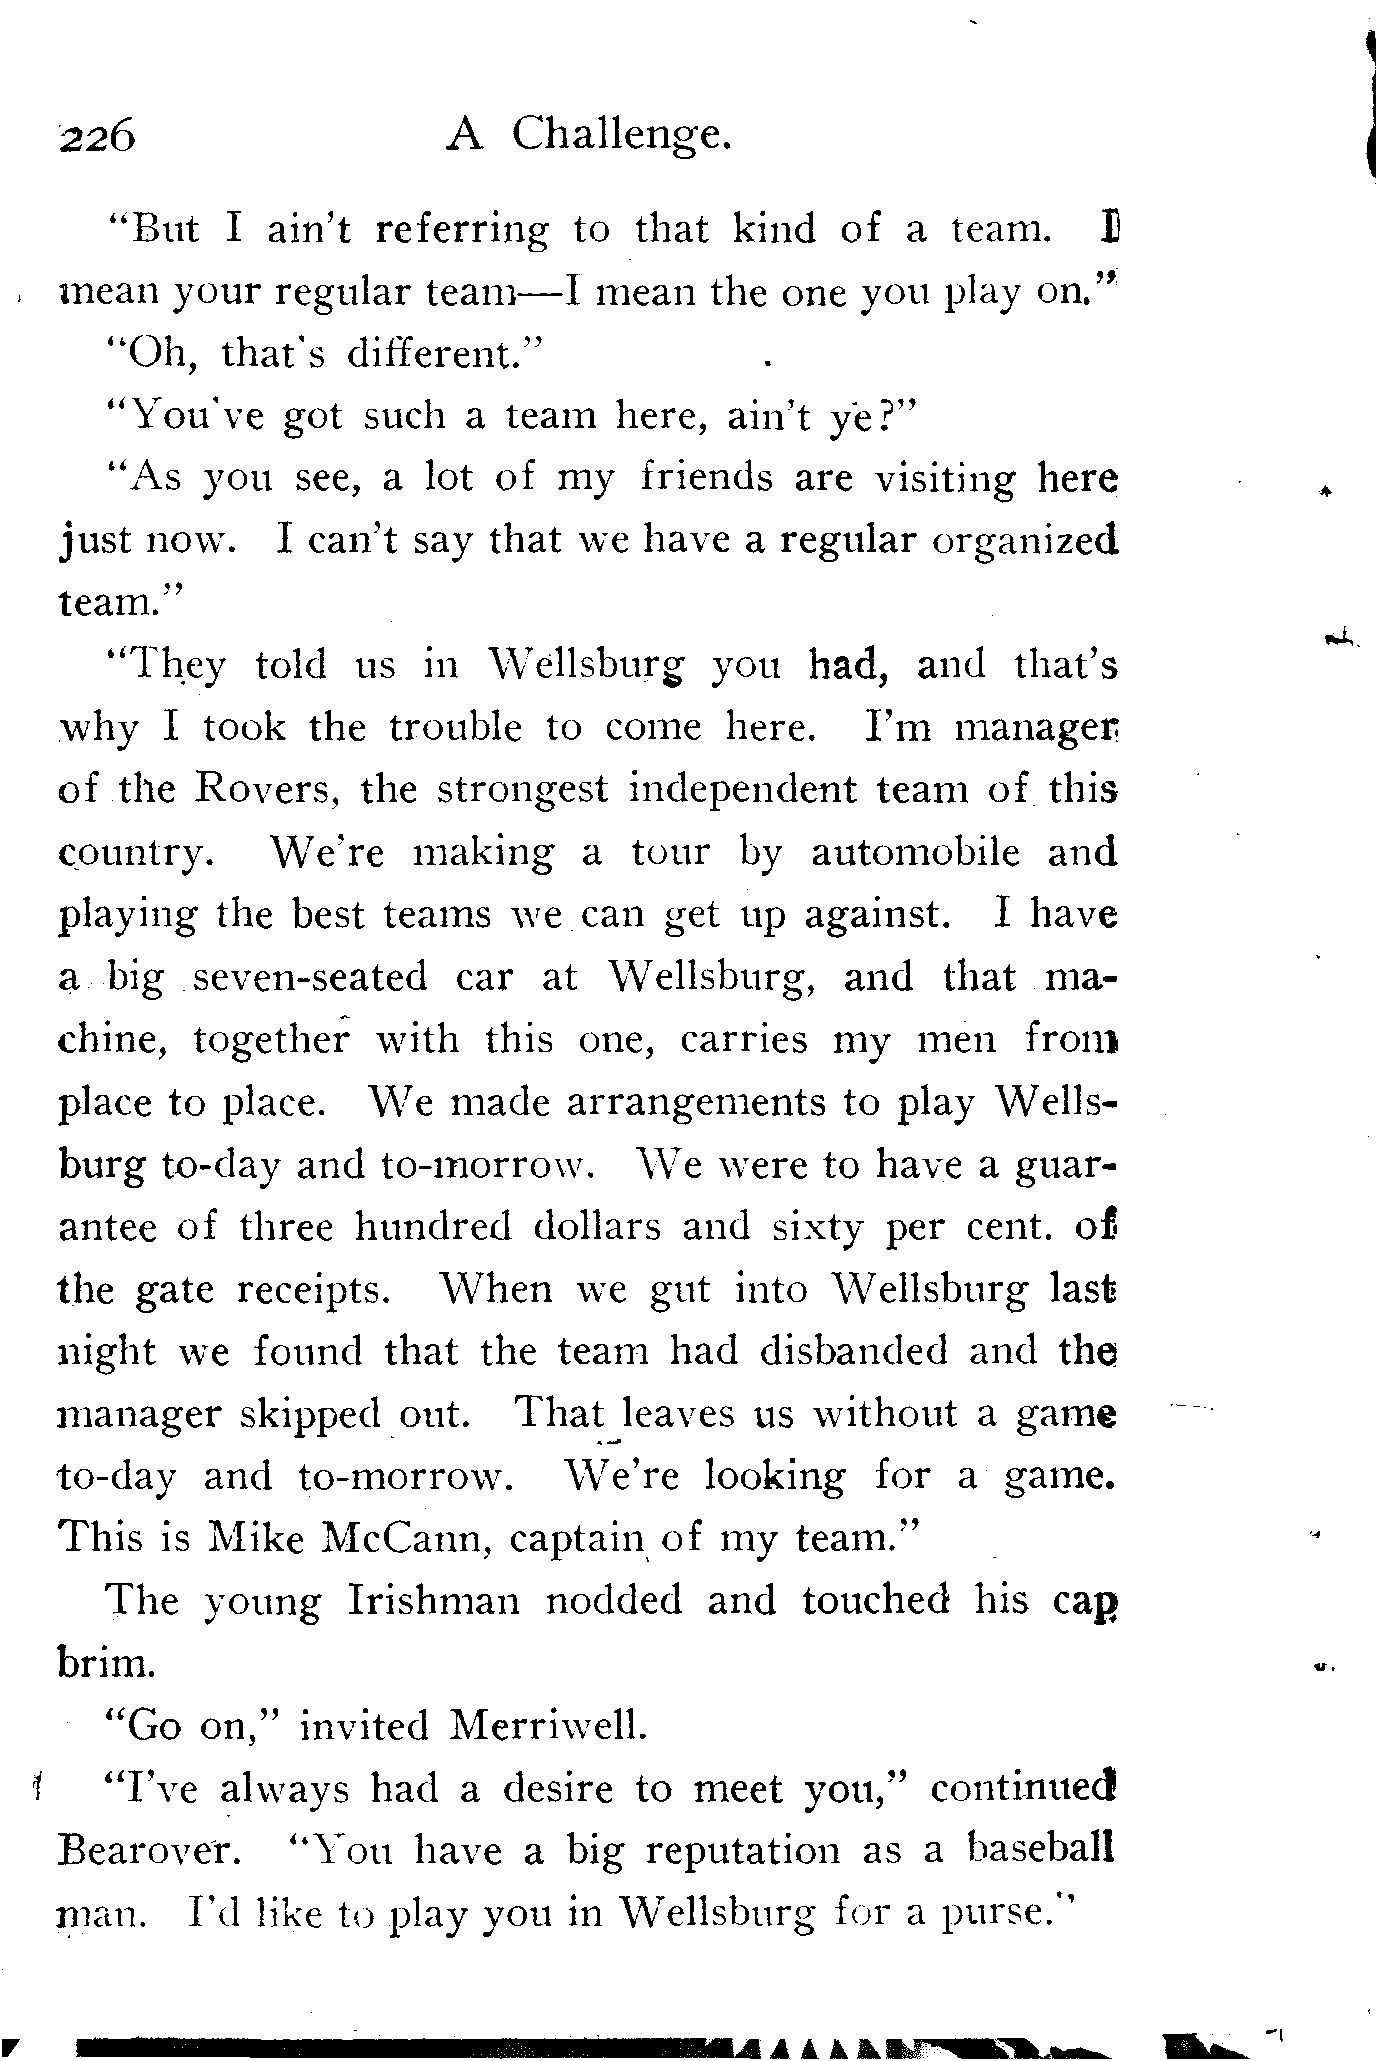 226 A Challenge.
"But I ain't referring to that kind of a team. I
mean your regular team—I mean the one you play on."
"Oh, that's different."
"You've got such a team here, ain't ye?"
"As you see, a lot of my friends are visiting here
just now. I can't say that we have a regular organized
team."
"They told us in Wellsburg you had, and that's
why I took the trouble to come here. I'm manager
of the Rovers, the strongest independent team of this
country. We're making a tour by automobile and
playing the best teams we can get up against. I have
a big seven-seated car at Wellsburg, and that ma-
chine, together with this one, carries my men from
place to place. We made arrangements to play Wells-
burg to-day and to-morrow. We were to have a guar-
antee of three hundred dollars and sixty per cent. of
the gate receipts. When we gut into Wellsburg last
night we found that the team had disbanded and the
manager skipped out. That leaves us without a game
to-day and to-morrow. We're looking for a game.
This is Mike McCann, captain of my team."
The young Irishman nodded and touched his cap
brim.
"Go on," invited Merriwell.
"I've always had a desire to meet you," continued
Bearover. "You have a big reputation as a baseball
man. I'd like to play you in Wellsburg for a purse."